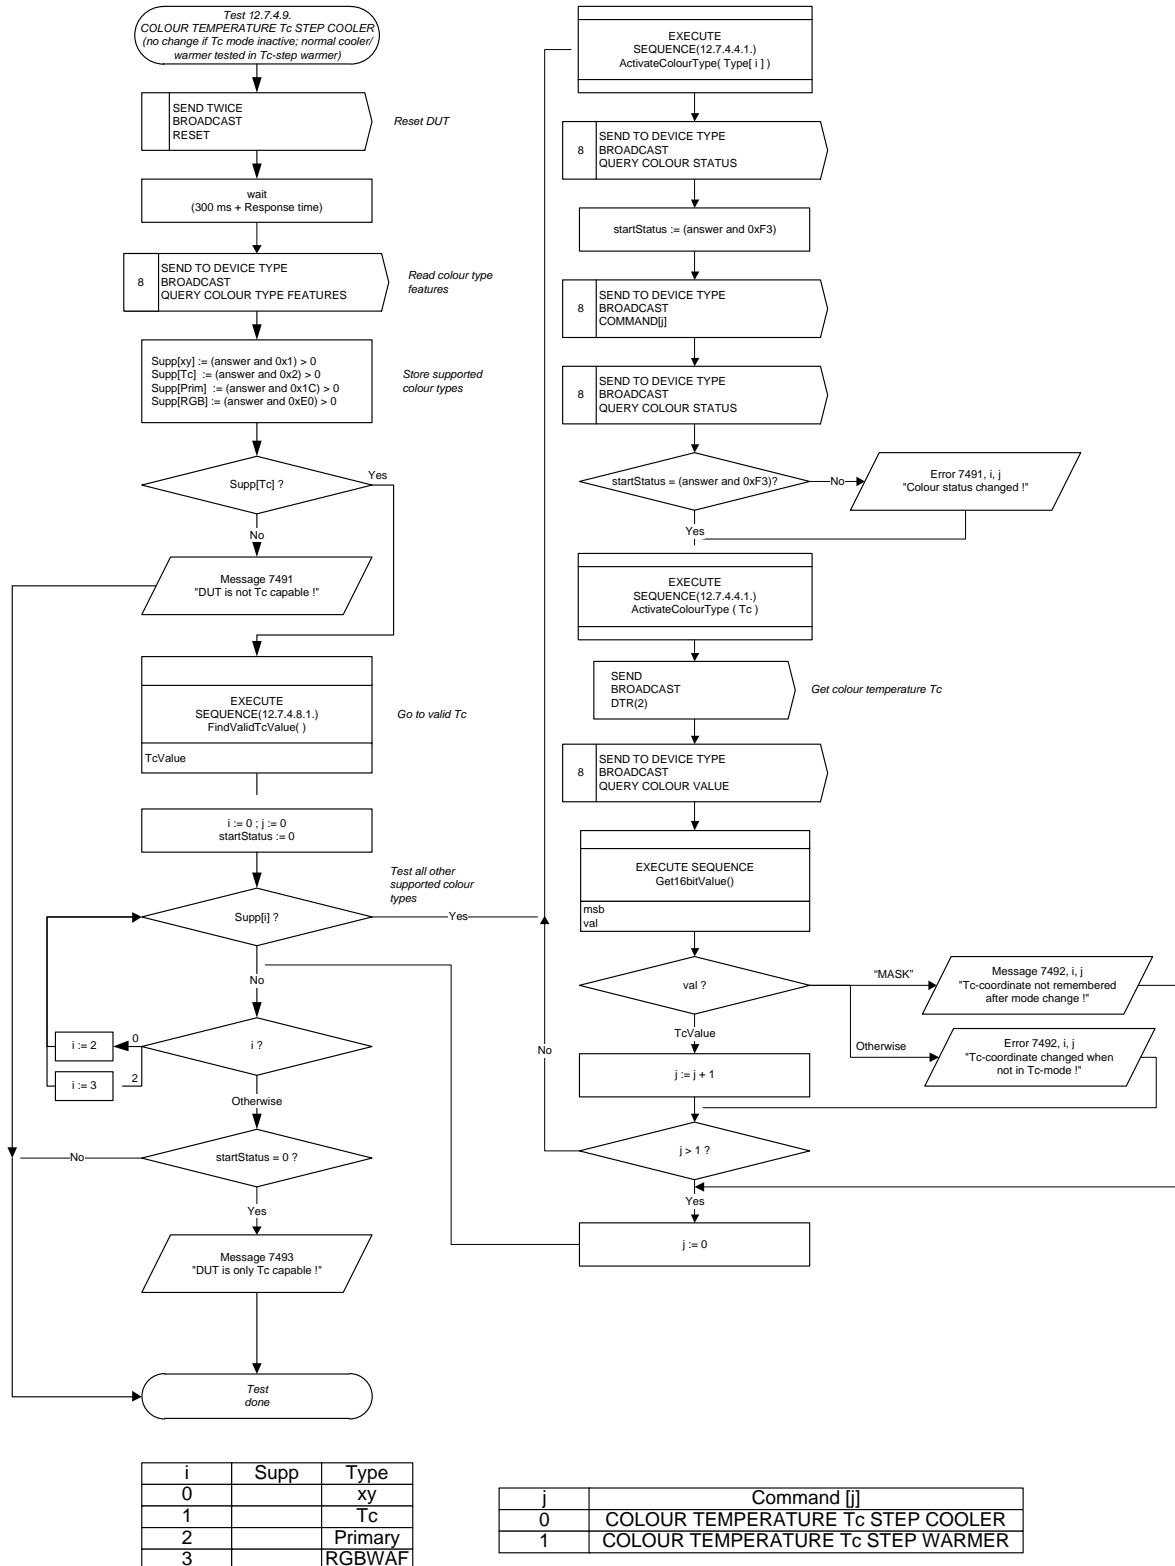 Test 12.7.4.9.
COLOUR TEMPERATURE Tc STEP COOLER
(no change if Tc mode inactive; normal cooler/
warmer tested in Tc-step warmer)
SEND TWICE
BROADCAST
RESET
Reset DUT
wait
(300 ms + Response time)
8
SEND TO DEVICE TYPE
BROADCAST
QUERY COLOUR TYPE FEATURES
Read colour type
features
Supp[xy] := (answer and 0x1) > 0
Supp[Tc] := (answer and 0x2) > 0
Supp[Prim] := (answer and 0x1C) > 0
Supp[RGB] := (answer and 0xE0) > 0
Store supported
colour types
Supp[Tc] ?
Yes
No
Message 7491
"DUT is not Tc capable !"
EXECUTE
SEQUENCE(12.7.4.8.1.)
FindValidTcValue( )
TcValue
Go to valid Tc
i := 0 ; j := 0
startStatus := 0
Test all other
supported colour
types
Supp[i] ?
Yes
No
i ?
0
i := 2
2
i := 3
Otherwise
startStatus = 0 ?
No
Yes
Message 7493
"DUT is only Tc capable !"
Test
done
EXECUTE
SEQUENCE(12.7.4.4.1.)
ActivateColourType( Type[ i ] )
8
SEND TO DEVICE TYPE
BROADCAST
QUERY COLOUR STATUS
startStatus := (answer and 0xF3)
8
SEND TO DEVICE TYPE
BROADCAST
COMMAND[j]
8
SEND TO DEVICE TYPE
BROADCAST
QUERY COLOUR STATUS
startStatus = (answer and 0xF3)?
No
Error 7491, i, j
"Colour status changed !"
Yes
EXECUTE
SEQUENCE(12.7.4.4.1.)
ActivateColourType ( Tc )
SEND
BROADCAST
DTR(2)
Get colour temperature Tc
8
SEND TO DEVICE TYPE
BROADCAST
QUERY COLOUR VALUE
EXECUTE SEQUENCE
Get16bitValue()
msb
val
val ?
“MASK”
Message 7492, i, j
"Tc-coordinate not remembered
after mode change !"
TcValue
Otherwise
Error 7492, i, j
"Tc-coordinate changed when
not in Tc-mode !"
j := j + 1
j > 1 ?
No
Yes
j := 0
i Supp Type
0 xy
1 Tc
2 Primary
3 RGBWAF
j Command [j]
0 COLOUR TEMPERATURE Tc STEP COOLER
1 COLOUR TEMPERATURE Tc STEP WARMER